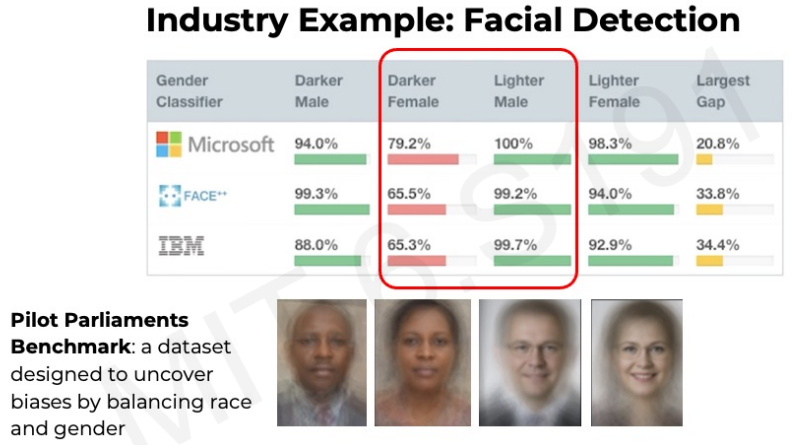 Industry Example: Facial Detection
Gender Classifier Darker Male Darker Female Lighter Male Lighter Female Largest Gap
Microsoft 94.0% 79.2% 100% 98.3% 20.8%
FACE++ 99.3% 65.5% 99.2% 94.0% 33.8%
IBM 88.0% 65.3% 99.7% 92.9% 34.4%
Pilot Parliaments
Benchmark: a dataset
designed to uncover
biases by balancing race
and gender
MIT 6.S191